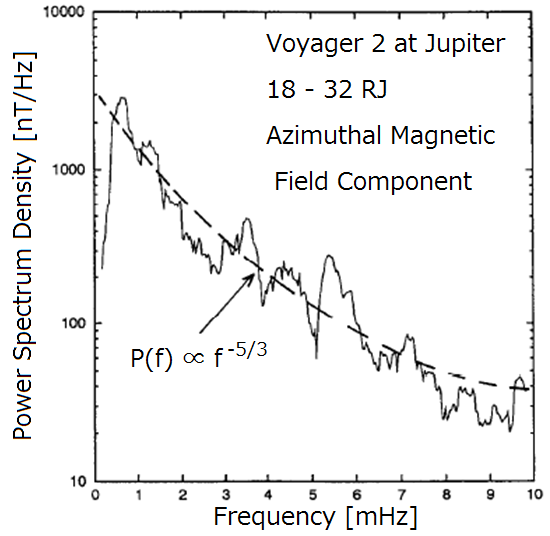 10000
1000
100
10
Power Spectrum Density [nT/Hz]
Voyager 2 at Jupiter
18 - 32 RJ
Azimuthal Magnetic
Field Component
P(f) ∝ f -5/3
0 1 2 3 4 5 6 7 8 9 10
Frequency [mHz]